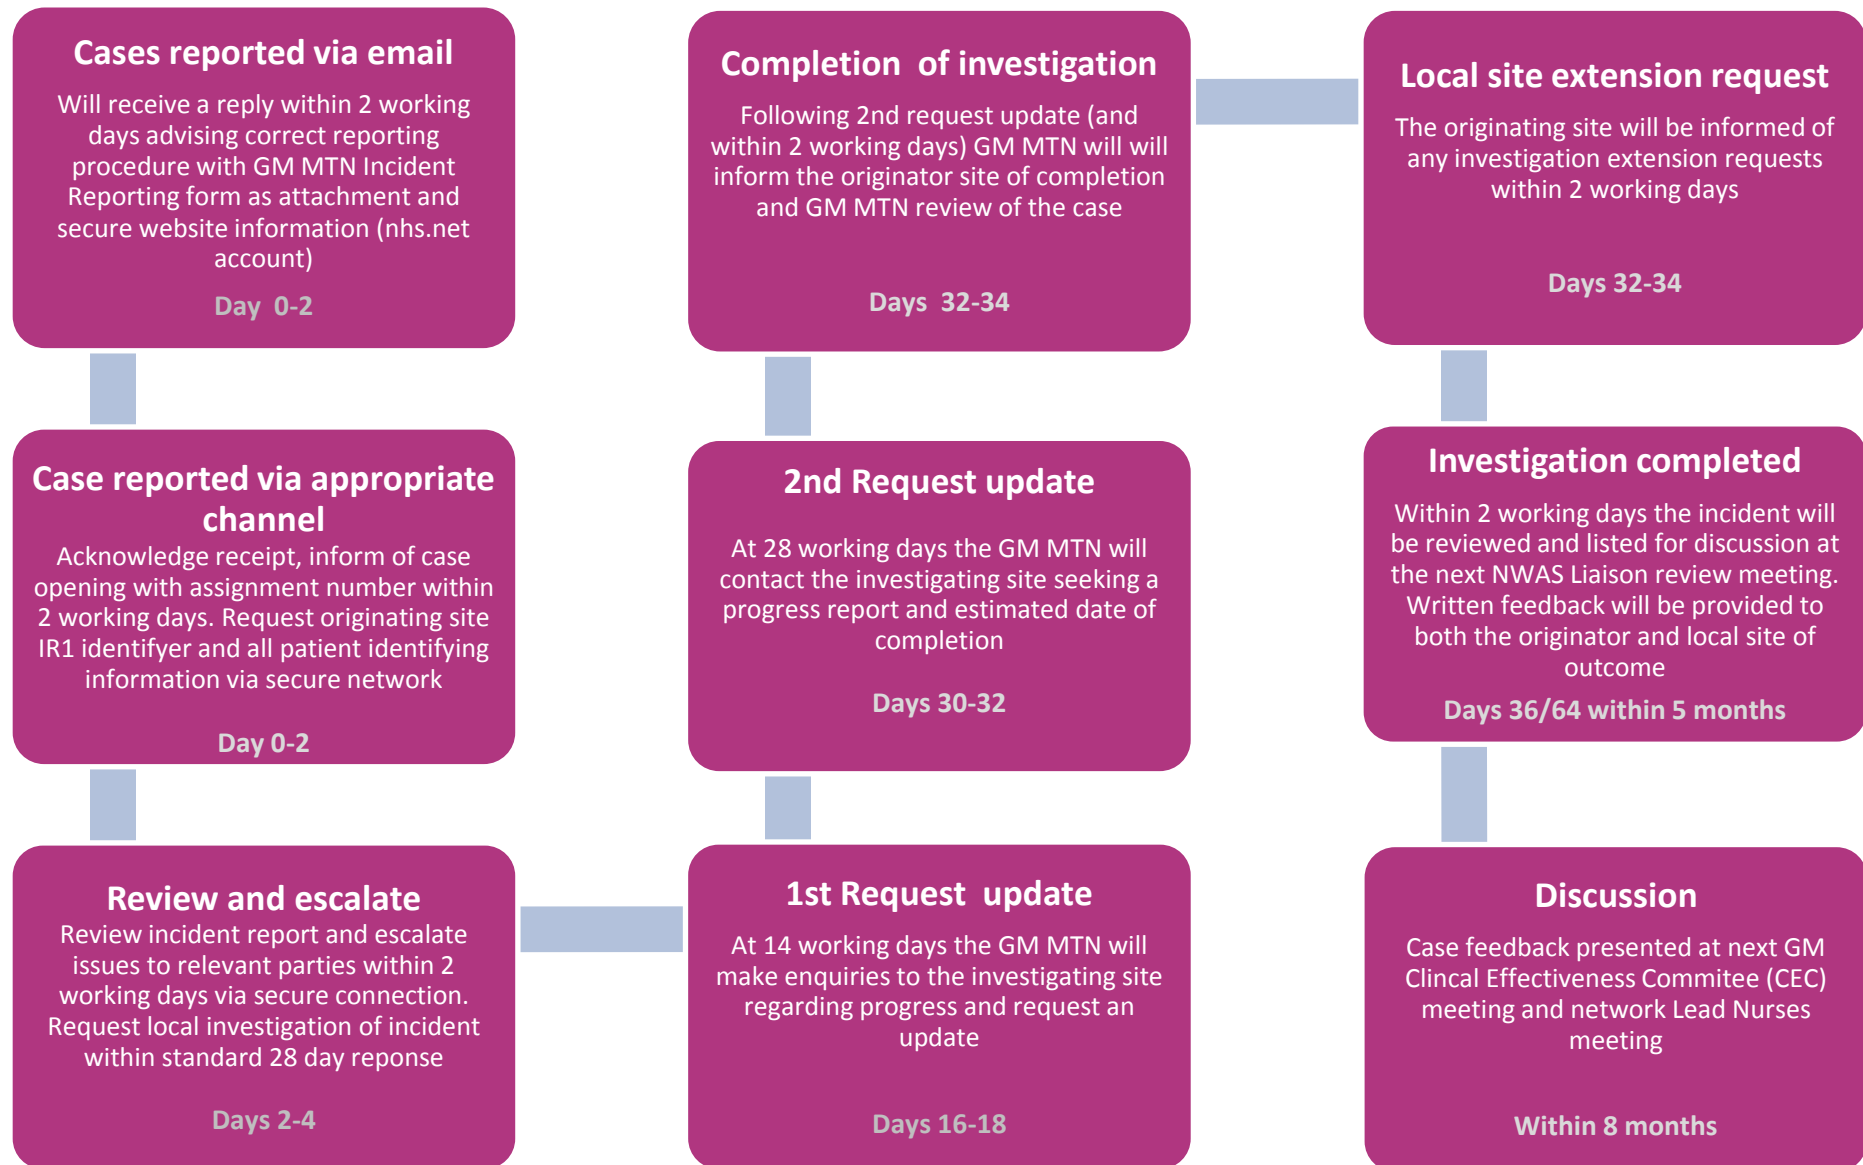 Cases reported via email
Will receive a reply within 2 working
days advising correct reporting
procedure with GM MTN Incident
Reporting form as attachment and
secure website information (nhs.net
account)
Day 0-2
Case reported via appropriate
channel
Acknowledge receipt, inform of case
opening with assignment number within
2 working days. Request originating site
IR1 identifyer and all patient identifying
information via secure network
Day 0-2
Review and escalate
Review incident report and escalate
issues to relevant parties within 2
working days via secure connection.
Request local investigation of incident
within standard 28 day reponse
Days 2-4
1st Request update
At 14 working days the GM MTN will
make enquiries to the investigating site
regarding progress and request an
update
Days 16-18
2nd Request update
At 28 working days the GM MTN will
contact the investigating site seeking a
progress report and estimated date of
completion
Days 30-32
Completion of investigation
Following 2nd request update (and
within 2 working days) GM MTN will will
inform the originator site of completion
and GM MTN review of the case
Days 32-34
Local site extension request
The originating site will be informed of
any investigation extension requests
within 2 working days
Days 32-34
Investigation completed
Within 2 working days the incident will
be reviewed and listed for discussion at
the next NWAS Liaison review meeting.
Written feedback will be provided to
both the originator and local site of
outcome
Days 36/64 within 5 months
Discussion
Case feedback presented at next GM
Clincal Effectiveness Commitee (CEC)
meeting and network Lead Nurses
meeting
Within 8 months